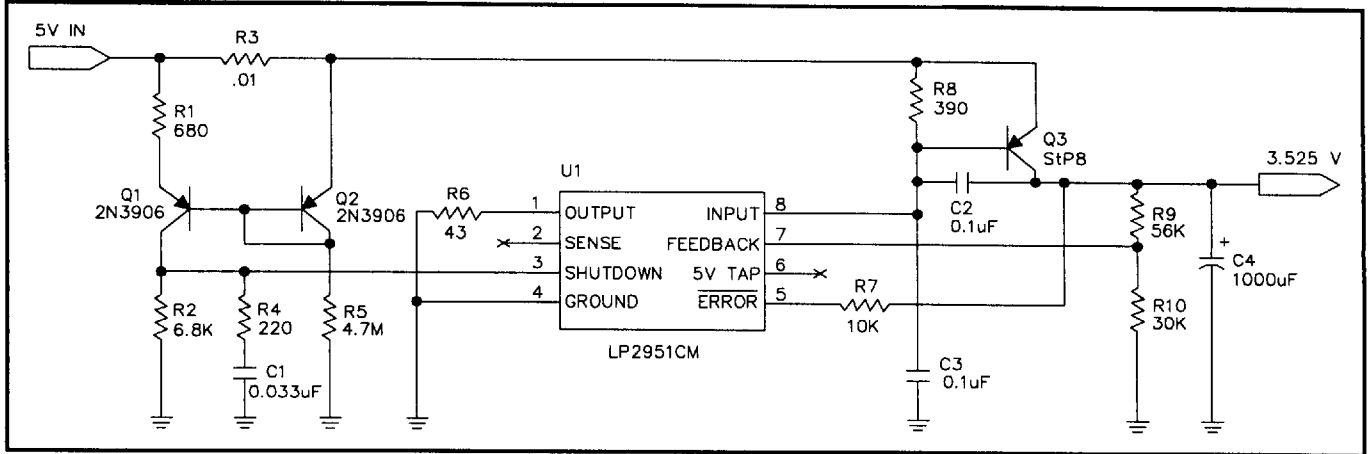 5V IN
R3
.01
R1
680
R8
390
Q3
StP8
3.525 V
U1
Q1
2N3906
Q2
2N3906
R6
43
1
OUTPUT
INPUT
8
2
SENSE
FEEDBACK
7
3
SHUTDOWN
5V TAP
6
4
GROUND
ERROR
5
LP2951CM
C2
0.1uF
R9
56K
+
C4
1000uF
R7
10K
R10
30K
R2
6.8K
R4
220
R5
4.7M
C1
0.033uF
C3
0.1uF